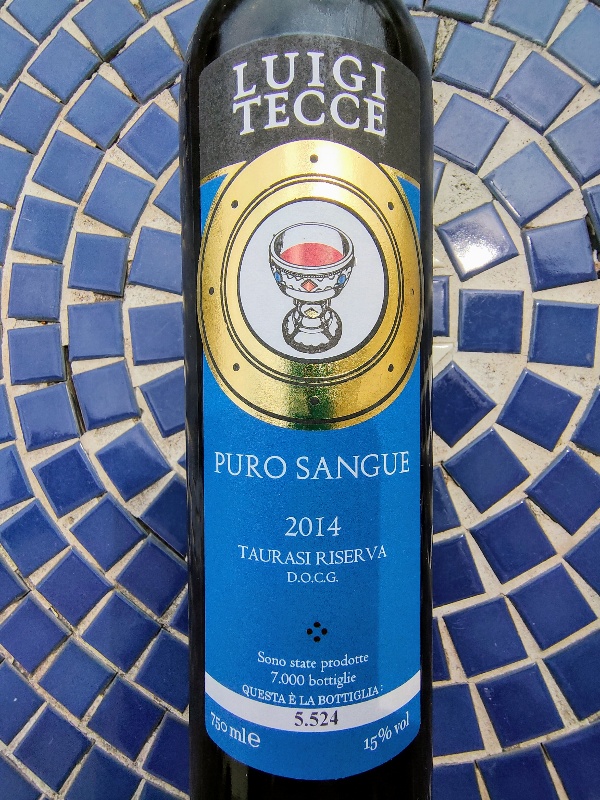 LUIGI
TECCE
PURO SANGUE
2014
TAURASI RISERVA
D.O.C.G.
Sono state prodotte
7.000 bottiglie
QUESTA È LA BOTTIGLIA:
5.524
750 ml e 15% vol